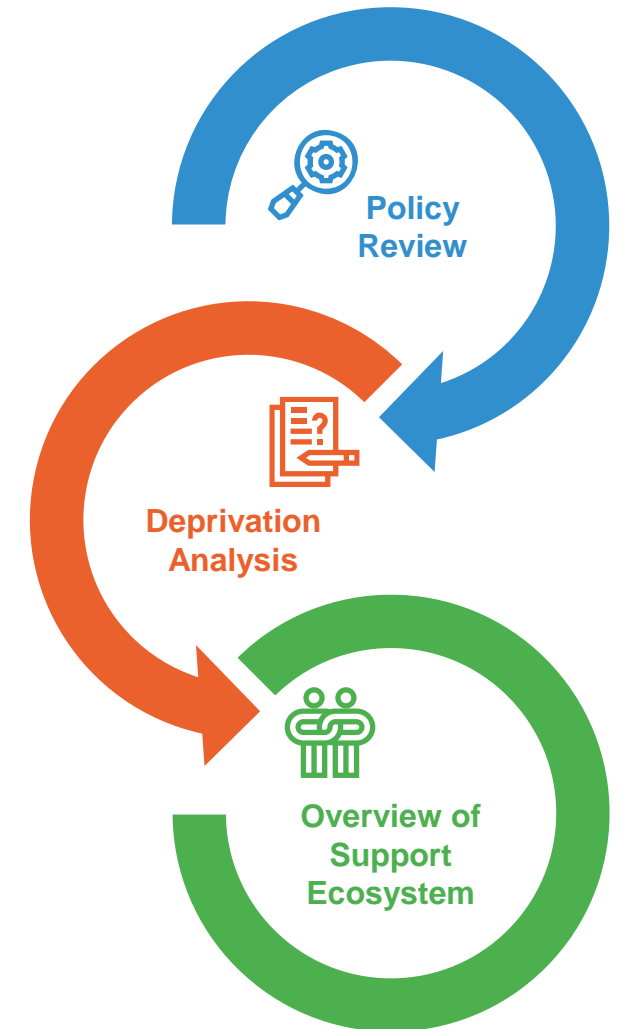 Policy
Review
?
Deprivation
Analysis
Overview of
Support
Ecosystem